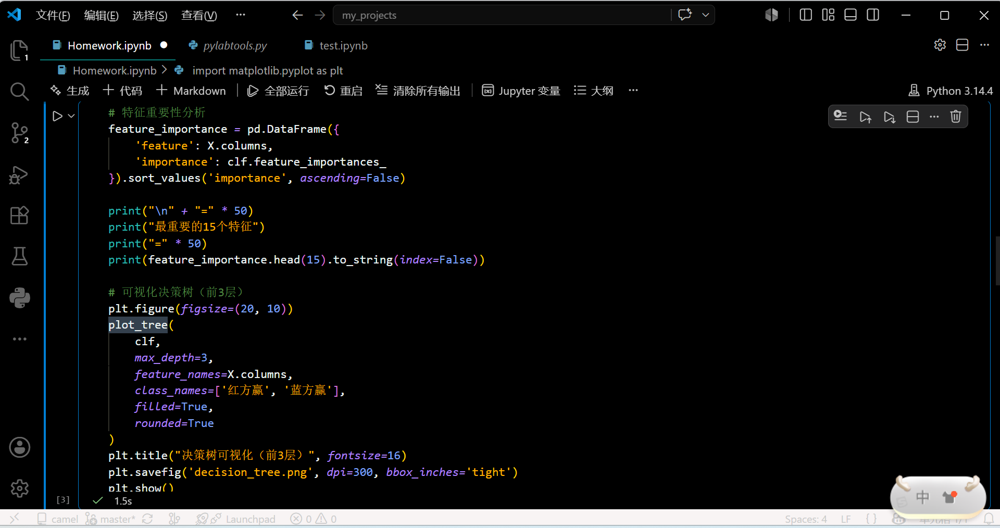 文件(F) 编辑(E) 选择(S) 查看(V) ... my_projects
Homework.ipynb pylabtools.py test.ipynb
Homework.ipynb > import matplotlib.pyplot as plt
生成 + 代码 + Markdown 全部运行 重启 清除所有输出 Jupyter 变量 大纲 ... Python 3.14.4
# 特征重要性分析
feature_importance = pd.DataFrame({
    'feature': X.columns,
    'importance': clf.feature_importances_
}).sort_values('importance', ascending=False)
print("\n" + "=" * 50)
print("最重要的15个特征")
print("=" * 50)
print(feature_importance.head(15).to_string(index=False))
# 可视化决策树（前3层）
plt.figure(figsize=(20, 10))
plot_tree(
    clf,
    max_depth=3,
    feature_names=X.columns,
    class_names=['红方赢', '蓝方赢'],
    filled=True,
    rounded=True
)
plt.title("决策树可视化（前3层）", fontsize=16)
plt.savefig('decision_tree.png', dpi=300, bbox_inches='tight')
plt.show()
[3] 1.5s
1
2
中
camel master* Launchpad 0 0 Spaces: 4 LF { }